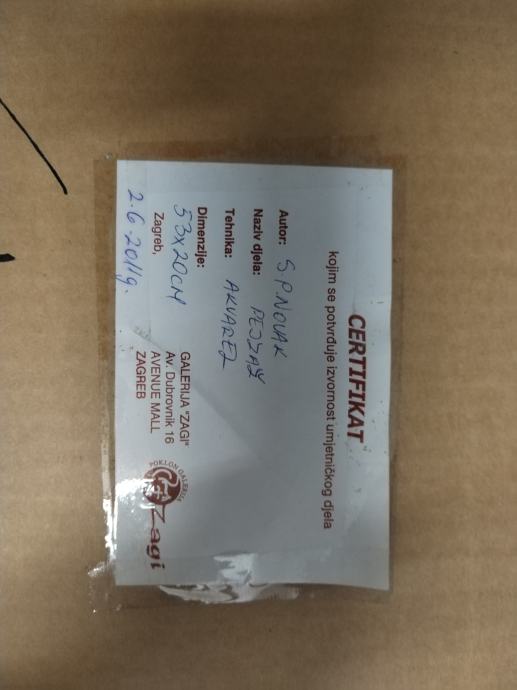 CERTIFIKAT
kojim se potvrđuje izvornost umjetničkog djela
Autor: S.P.NOVAK
Naziv djela: PEJZAŽ
Tehnika: AKVAREL
Dimenzije:
53x20CM
Zagreb,
2.6.2011g.
GALERIJA "ZAGI"
Av. Dubrovnik 16
AVENUE MALL
ZAGREB
POKLON GALERIJA
Zagi